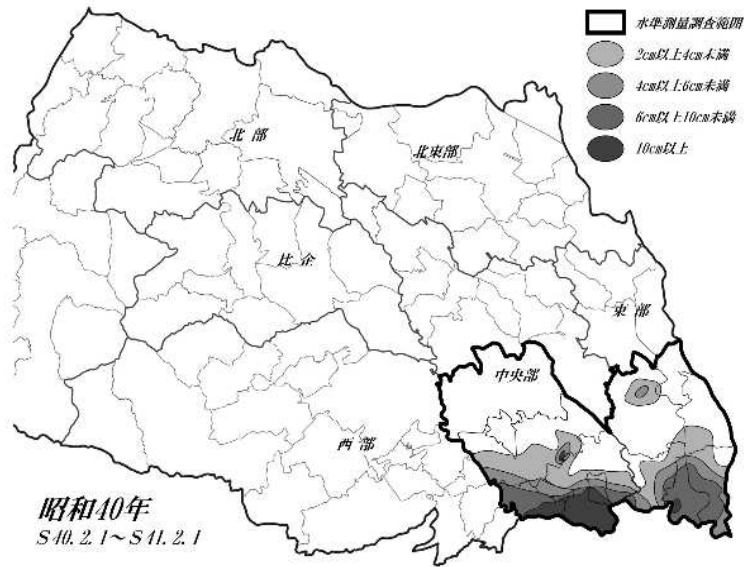 水準測量調査範囲
2cm以上4cm未満
4cm以上6cm未満
6cm以上10cm未満
10cm以上
北部
北東部
比企
東部
中央部
西部
昭和40年
S40.2.1～S41.2.1